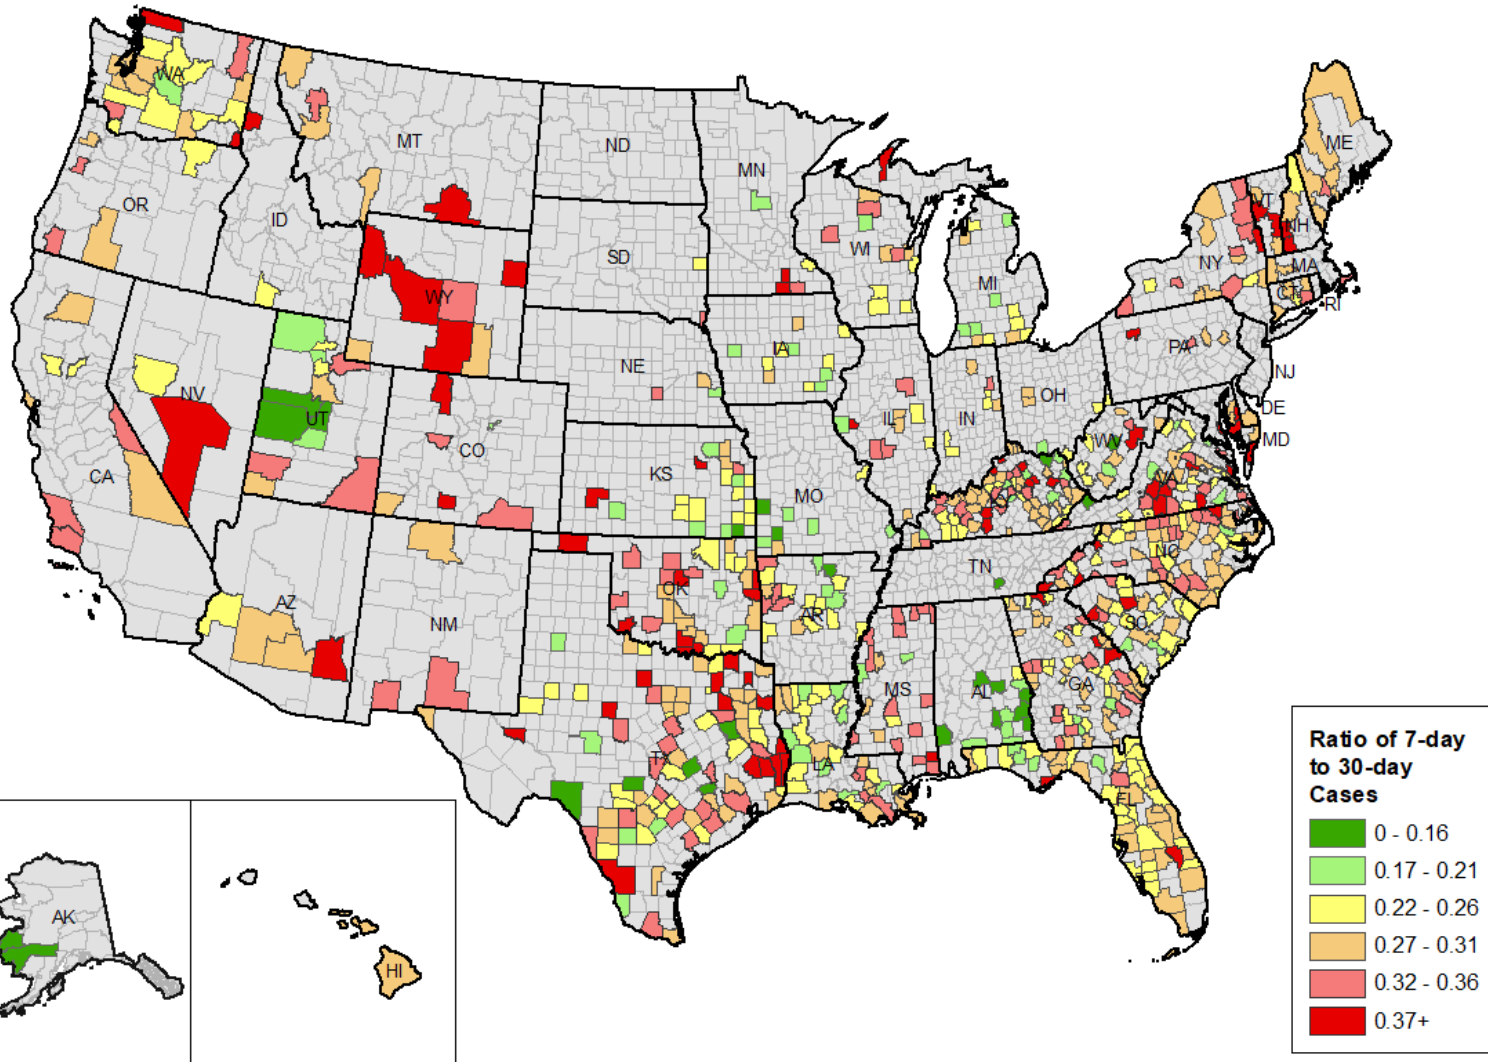 WA
MT
ND
MN
ME
OR
ID
SD
WI
MI
NY
VT
NH
MA
CT
RI
WY
NE
IA
PA
NJ
NV
UT
CO
IL
IN
OH
DE
MD
CA
KS
MO
WV
VA
AZ
NM
OK
AR
TN
NC
SC
MS
AL
GA
TX
LA
FL
AK
HI
Ratio of 7-day
to 30-day
Cases
0 - 0.16
0.17 - 0.21
0.22 - 0.26
0.27 - 0.31
0.32 - 0.36
0.37+